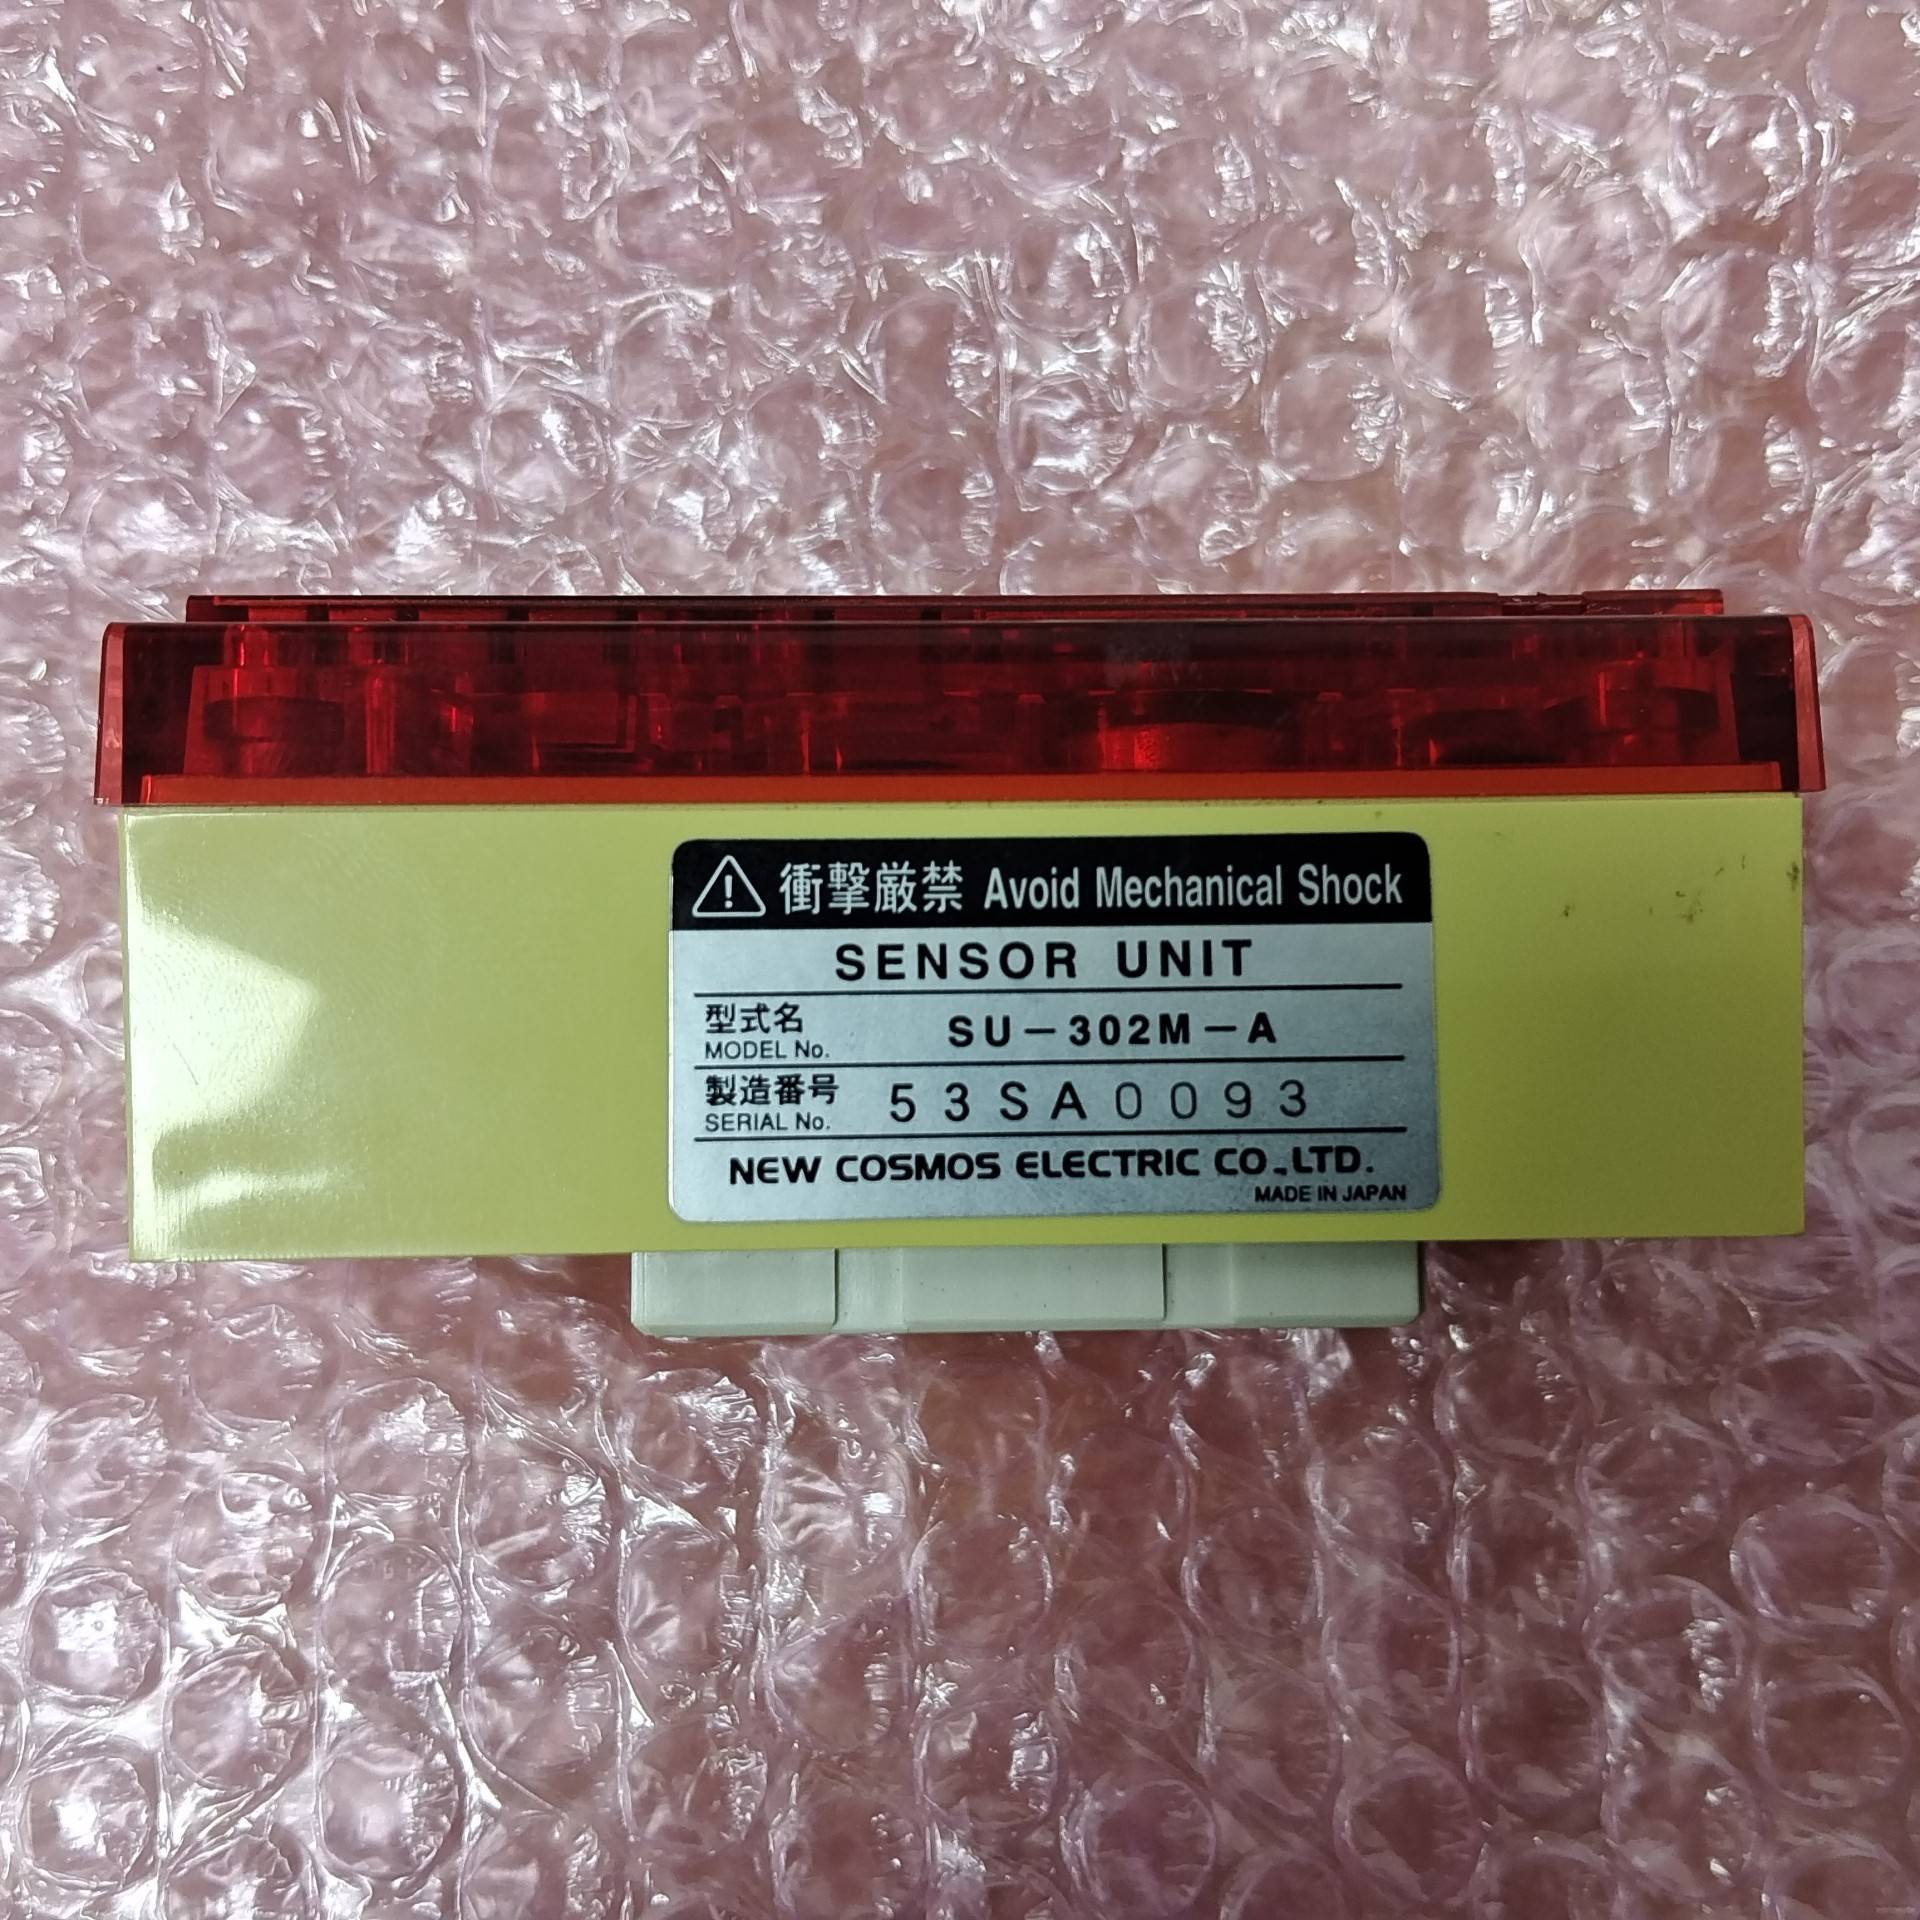 衝撃厳禁 Avoid Mechanical Shock
SENSOR UNIT
型式名
MODEL No. SU-302M-A
製造番号
SERIAL No. 53SA0093
NEW COSMOS ELECTRIC CO.,LTD.
MADE IN JAPAN